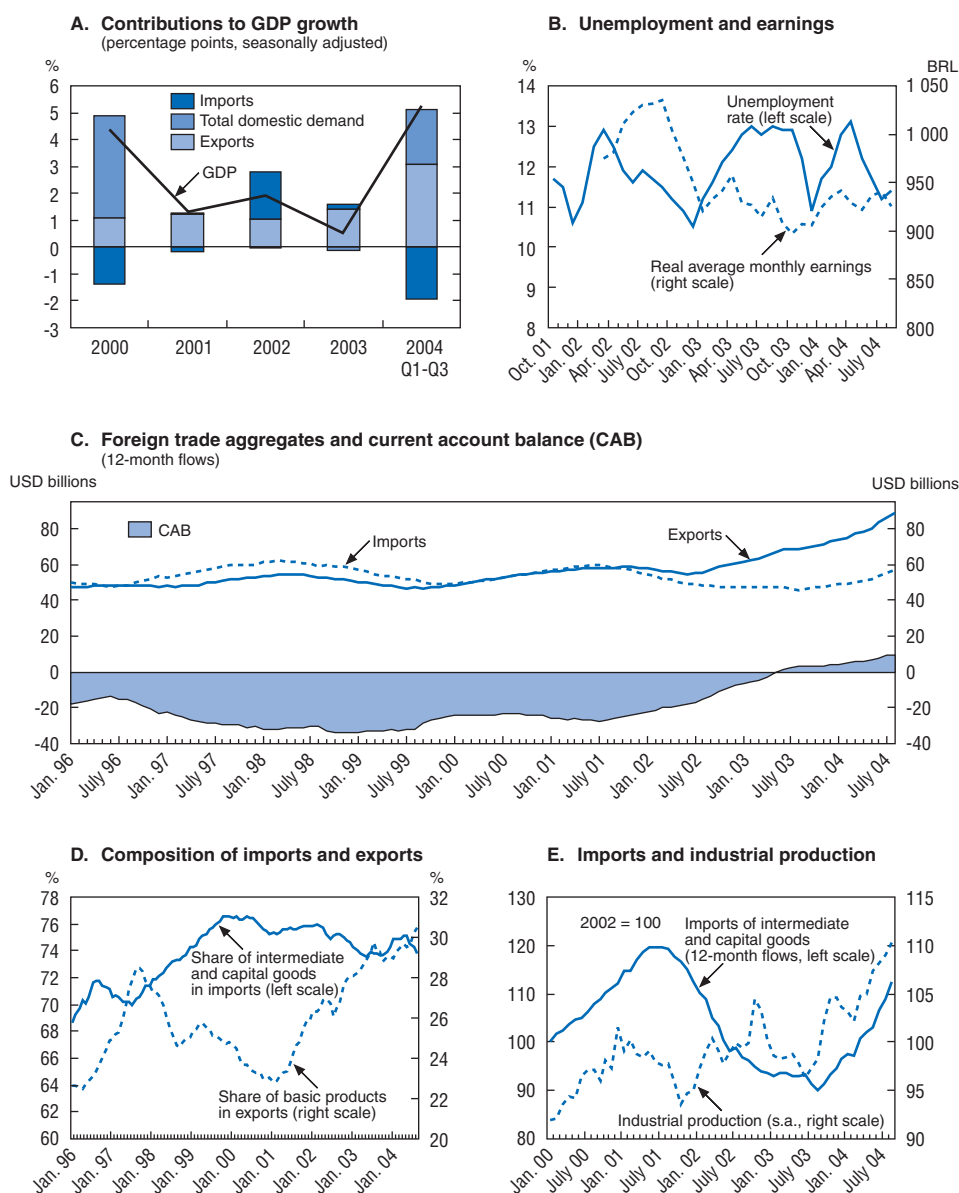 A. Contributions to GDP growth
(percentage points, seasonally adjusted)
%
6
5
4
3
2
1
0
-1
-2
-3
Imports
Total domestic demand
Exports
GDP
2000 2001 2002 2003 2004
Q1-Q3
B. Unemployment and earnings
% BRL
14
13
12
11
10
9
8
1 050
1 000
950
900
850
800
Unemployment
rate (left scale)
Real average monthly earnings
(right scale)
Oct. 01 Jan. 02 Apr. 02 July 02 Oct. 02 Jan. 03 Apr. 03 July 03 Oct. 03 Jan. 04 Apr. 04 July 04
C. Foreign trade aggregates and current account balance (CAB)
(12-month flows)
USD billions USD billions
80
60
40
20
0
-20
-40
80
60
40
20
0
-20
-40
CAB
Imports
Exports
Jan. 96 July 96 Jan. 97 July 97 Jan. 98 July 98 Jan. 99 July 99 Jan. 00 July 00 Jan. 01 July 01 Jan. 02 July 02 Jan. 03 July 03 Jan. 04 July 04
D. Composition of imports and exports
% %
78
76
74
72
70
68
66
64
62
60
31
30
28
26
24
22
20
Share of intermediate
and capital goods
in imports (left scale)
Share of basic products
in exports (right scale)
Jan. 96 Jan. 97 Jan. 98 Jan. 99 Jan. 00 Jan. 01 Jan. 02 Jan. 03 Jan. 04
E. Imports and industrial production
130
120
110
100
90
80
115
110
105
100
95
90
2002 = 100
Imports of intermediate
and capital goods
(12-month flows, left scale)
Industrial production (s.a., right scale)
Jan. 00 July 00 Jan. 01 July 01 Jan. 02 July 02 Jan. 03 July 03 Jan. 04 July 04